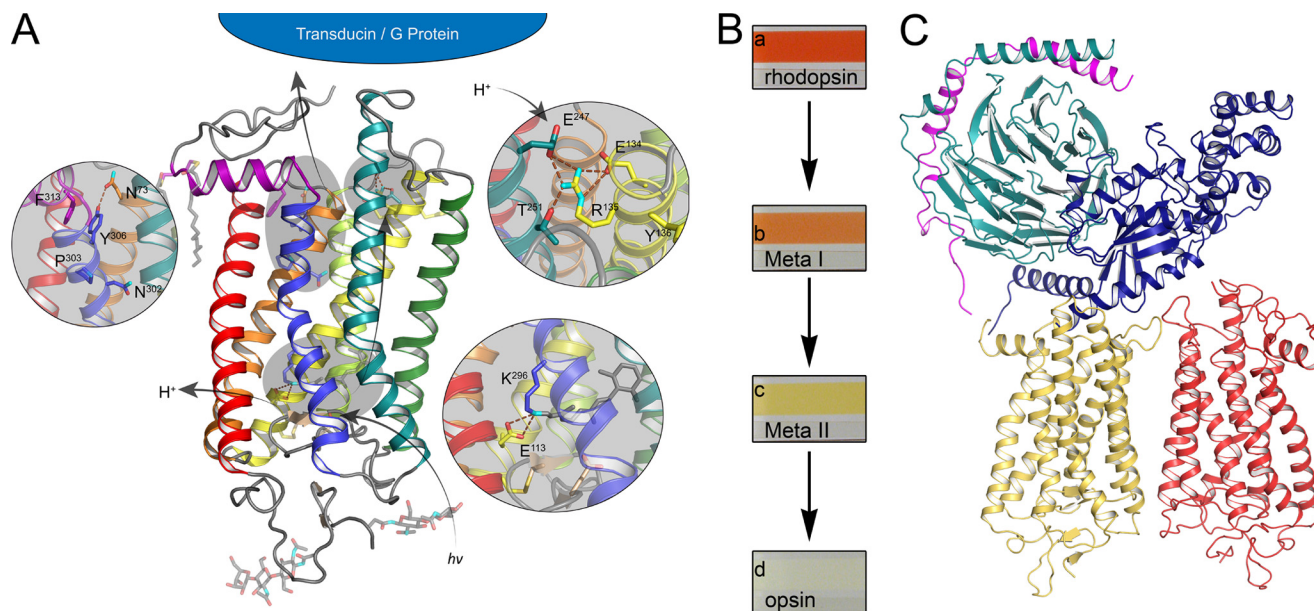 A
Transducin / G Protein
H⁺
E²⁴⁷
E¹³⁴
T²⁵¹
R¹³⁵
Y¹³⁶
F³¹³
N⁷³
Y³⁰⁶
P³⁰³
N³⁰²
H⁺
K²⁹⁶
E¹¹³
hν
B
a
rhodopsin
b
Meta I
c
Meta II
d
opsin
C